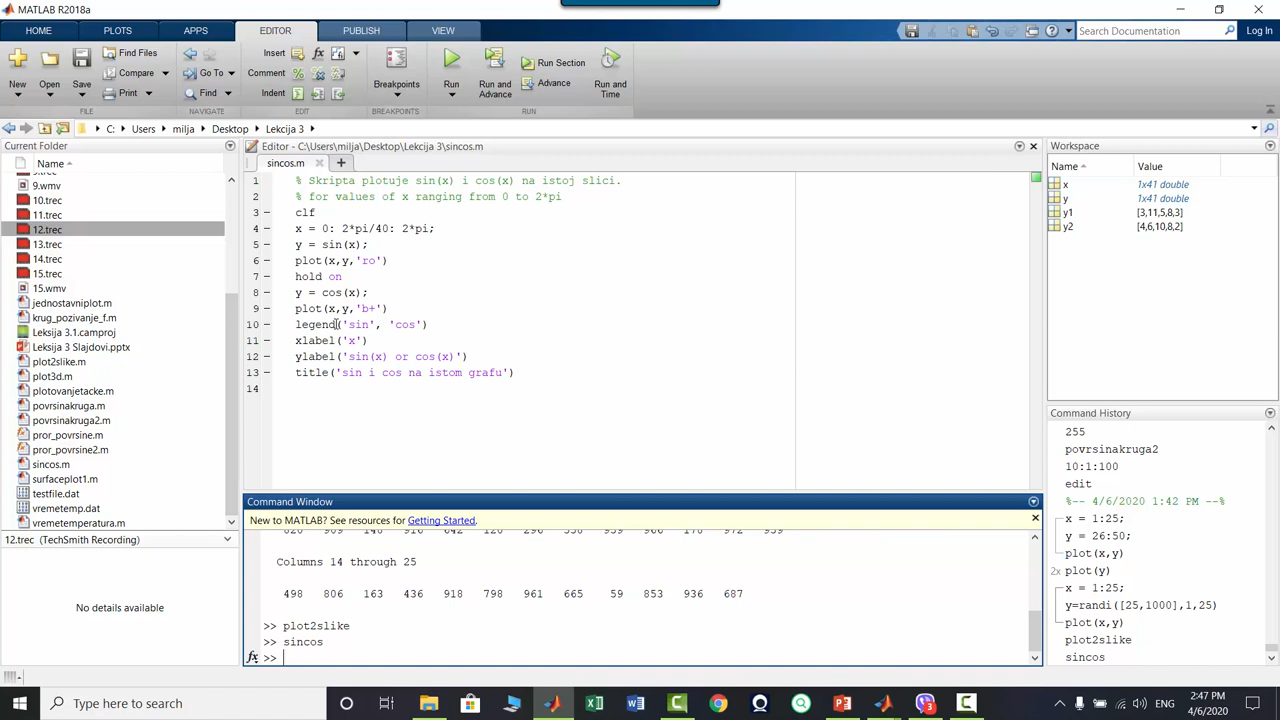 MATLAB R2018a
HOME PLOTS APPS EDITOR PUBLISH VIEW
Search Documentation Log In
New Open Save Find Files Compare Print Go To Find Insert Comment Indent Breakpoints Run Run and Advance Run Section Advance Run and Time
FILE NAVIGATE EDIT BREAKPOINTS RUN
C: Users milja Desktop Lekcija 3
Current Folder
Name
9.wmv
10.trec
11.trec
12.trec
13.trec
14.trec
15.trec
15.wmv
jednostavniplot.m
krug_pozivanje_f.m
Leksija 3.1.camproj
Leksija 3 Slajdovi.pptx
plot2slike.m
plot3d.m
plotovanjetacke.m
povrsinakruga.m
povrsinakruga2.m
pror_povrsine.m
pror_povrsine2.m
sincos.m
surfaceplot1.m
testfile.dat
vremetemp.dat
vremetemperatura.m
12.trec (TechSmith Recording)
No details available
Editor - C:\Users\milja\Desktop\Lekcija 3\sincos.m
sincos.m
1 % Skripta plotuje sin(x) i cos(x) na istoj slici.
2 % for values of x ranging from 0 to 2*pi
3 clf
4 x = 0: 2*pi/40: 2*pi;
5 y = sin(x);
6 plot(x,y,'ro')
7 hold on
8 y = cos(x);
9 plot(x,y,'b+')
10 legend('sin', 'cos')
11 xlabel('x')
12 ylabel('sin(x) or cos(x)')
13 title('sin i cos na istom grafu')
14
Command Window
New to MATLAB? See resources for Getting Started.
Columns 14 through 25
498 806 163 436 918 798 961 665 59 853 936 687
>> plot2slike
>> sincos
fx >>
Workspace
Name Value
x 1x41 double
y 1x41 double
y1 [3,11,5,8,3]
y2 [4,6,10,8,2]
Command History
255
povrsinakruga2
10:1:100
edit
%-- 4/6/2020 1:42 PM --%
x = 1:25;
y = 26:50;
plot(x,y)
2x plot(y)
x = 1:25;
y=randi([25,1000],1,25)
plot(x,y)
plot2slike
sincos
Type here to search
ENG
2:47 PM
4/6/2020